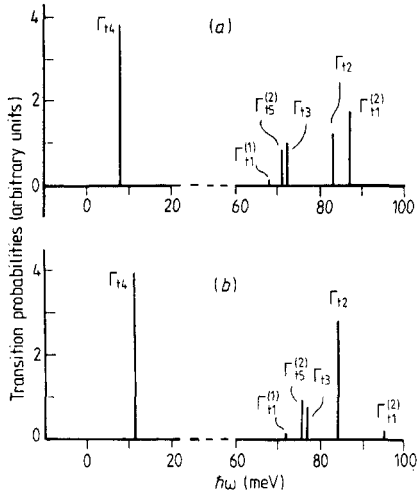 Transition probabilities (arbitrary units)
(a)
4
2
0
Γt4
Γt1(1)
Γt5(2)
Γt3
Γt2
Γt1(2)
0 20 60 80 100
(b)
4
2
0
Γt4
Γt1(1)
Γt5(2)
Γt3
Γt2
Γt1(2)
0 20 60 80 100
ħω (meV)